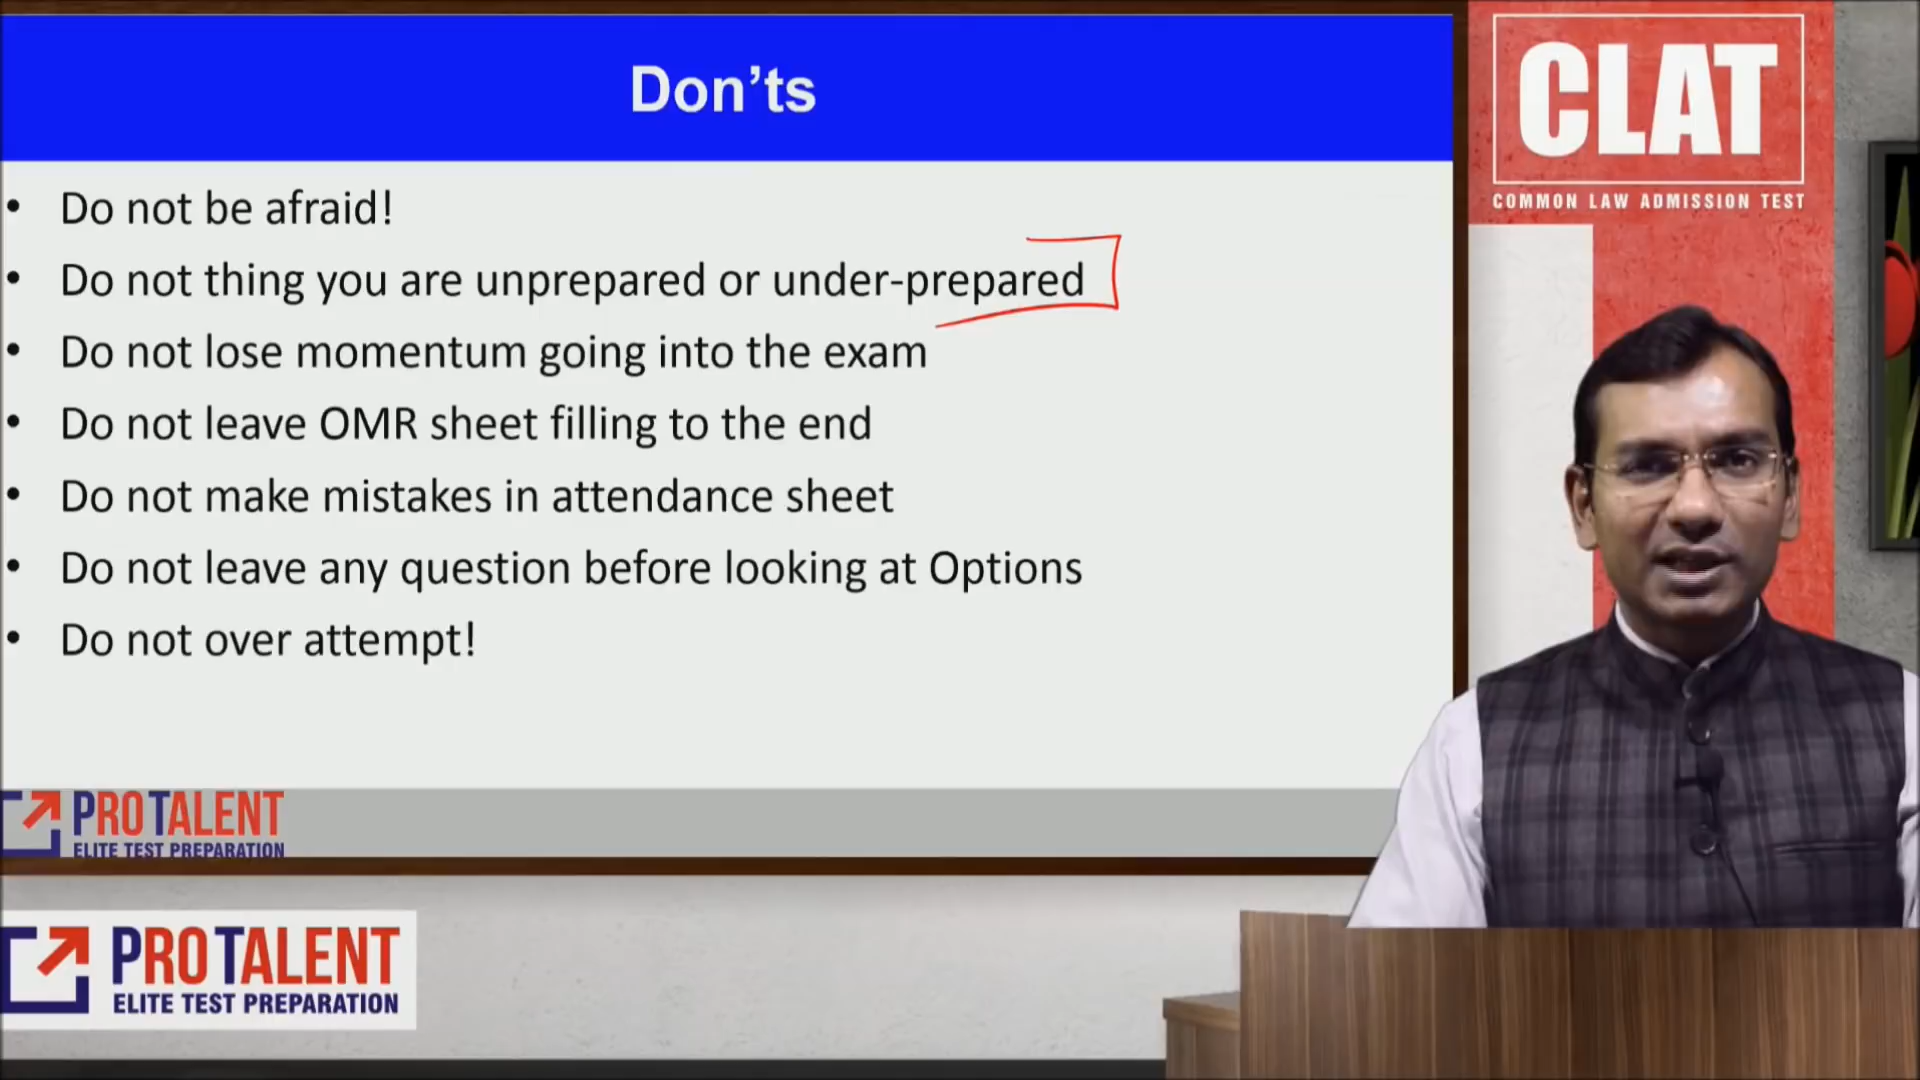 Don’ts
• Do not be afraid!
• Do not thing you are unprepared or under-prepared
• Do not lose momentum going into the exam
• Do not leave OMR sheet filling to the end
• Do not make mistakes in attendance sheet
• Do not leave any question before looking at Options
• Do not over attempt!
PRO TALENT
ELITE TEST PREPARATION
PRO TALENT
ELITE TEST PREPARATION
CLAT
COMMON LAW ADMISSION TEST